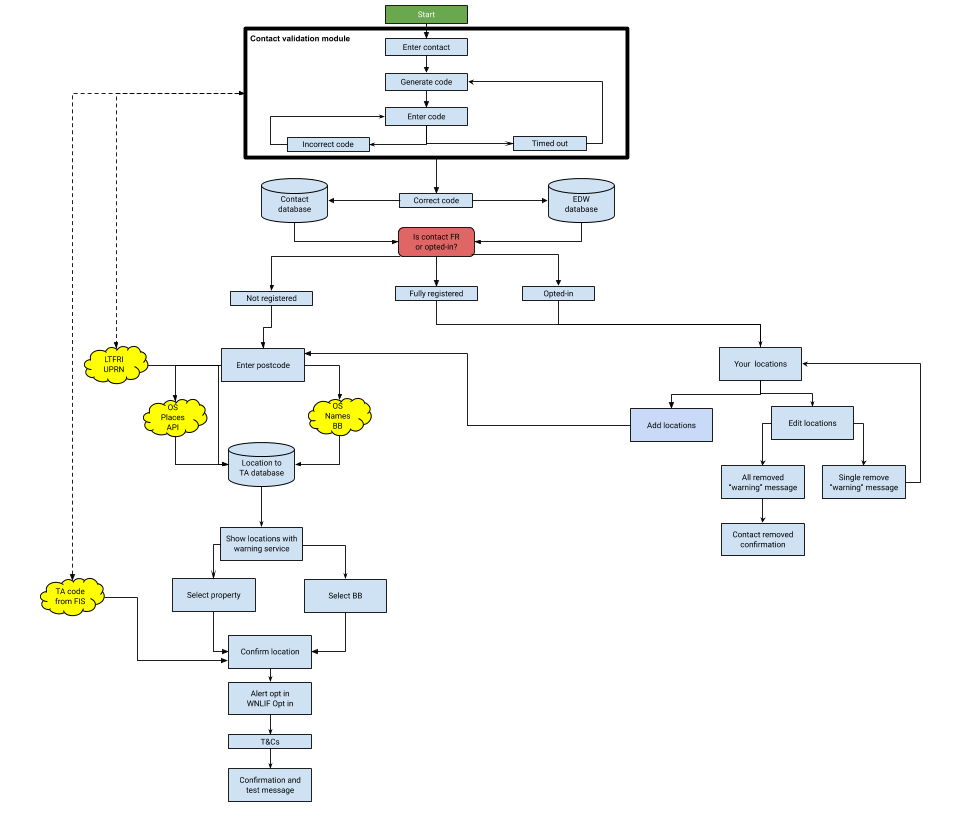 Start
Contact validation module
Enter contact
Generate code
Enter code
Incorrect code
Timed out
Contact
database
Correct code
EDW
database
Is contact FR
or opted-in?
Not registered
Fully registered
Opted-in
LTFRI
UPRN
Enter postcode
Your locations
OS
Places
API
OS
Names
BB
Add locations
Edit locations
Location to
TA database
All removed
"warning" message
Single remove
"warning" message
Show locations with
warning service
Contact removed
confirmation
TA code
from FIS
Select property
Select BB
Confirm location
Alert opt in
WNLIF Opt in
T&Cs
Confirmation and
test message